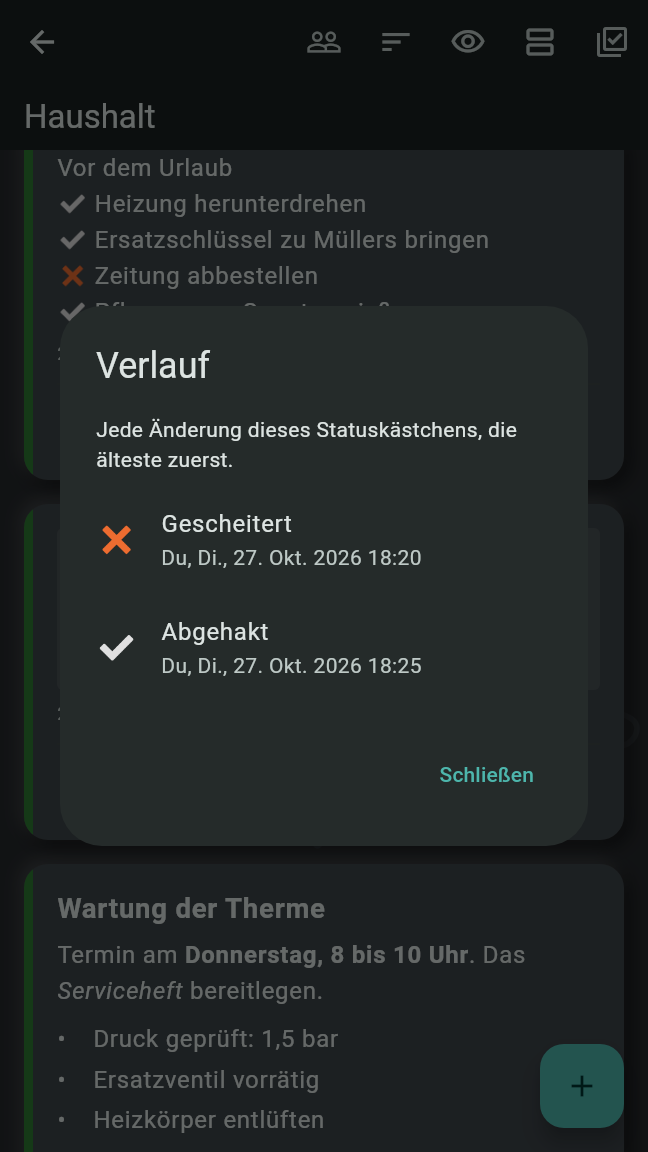 Haushalt
Vor dem Urlaub
Heizung herunterdrehen
Ersatzschlüssel zu Müllers bringen
Zeitung abbestellen
Verlauf
Jede Änderung dieses Statuskästchens, die
älteste zuerst.
Gescheitert
Du, Di., 27. Okt. 2026 18:20
Abgehakt
Du, Di., 27. Okt. 2026 18:25
Schließen
Wartung der Therme
Termin am Donnerstag, 8 bis 10 Uhr. Das
Serviceheft bereitlegen.
• Druck geprüft: 1,5 bar
• Ersatzventil vorrätig
• Heizkörper entlüften